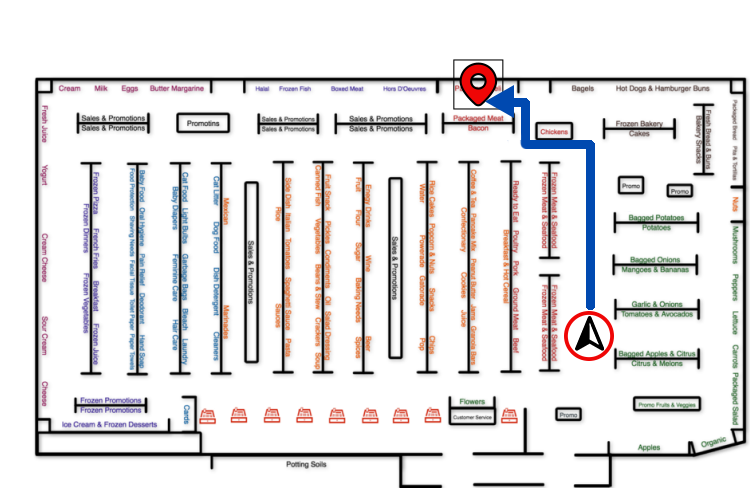 Cream Milk Eggs Butter Margarine
Halal Frozen Fish Boxed Meat Hors D'Oeuvres
Bagels Hot Dogs & Hamburger Buns
Fresh Juice
Yogurt
Cream Cheese
Sour Cream
Cheese
Sales & Promotions
Sales & Promotions
Promotins
Sales & Promotions
Sales & Promotions
Sales & Promotions
Sales & Promotions
Packaged Meat
Bacon
Chickens
Frozen Bakery
Cakes
Fresh Bread & Buns
Bakery Snacks
Packaged Bread Pita & Tortillas
Nuts
Mushrooms
Peppers
Lettuce
Carrots
Packaged Salad
Promo
Promo
Frozen Pizza French Fries Breakfast Frozen Juice
Frozen Dinners Frozen Vegetables
Baby Food Oral Hygiene Pain Relief Deodorant Hand Soap
Food Protection Shaving Needs Facial Tissue Toilet Paper Paper Towels
Cat Food Light Bulbs Garbage Bags Bleach Laundry
Baby Diapers Feminine Care Hair Care
Mexican Marinades
Cat Litter Dog Food Dish Detergent Cleaners
Sales & Promotions
Side Dish Italian Tomatoes Spaghetti Sauce Pasta
Rice Sauces
Fruit Snack Pickles Condiments Oil Salad Dressing
Canned Fish Vegetables Beans & Stew Crackers Soup
Enegy Drinks Wine Beer
Fruit Flour Sugar Baking Needs Spices
Sales & Promotions
Rice Cakes Popcorn & Nuts Snacks Chips
Water Powerade Gatorade Pop
Coffee & Tea Pancake Mix Peanut Butter Jams Granola Bars
Confectionary Cookies Juice
Ready to Eat Poultry Pork Ground Meat Beef
Breakfast & Hot Cereal
Frozen Meat & Seafood
Frozen Meat & Seafood
Frozen Meat & Seafood
Frozen Meat & Seafood
Bagged Potatoes
Potatoes
Bagged Onions
Mangoes & Bananas
Garlic & Onions
Tomatoes & Avocados
Bagged Apples & Citrus
Citrus & Melons
Frozen Promotions
Frozen Promotions
Ice Cream & Frozen Desserts
Cards
Flowers
Customer Service
Promo
Promo Fruits & Veggies
Apples
Organic
Potting Soils